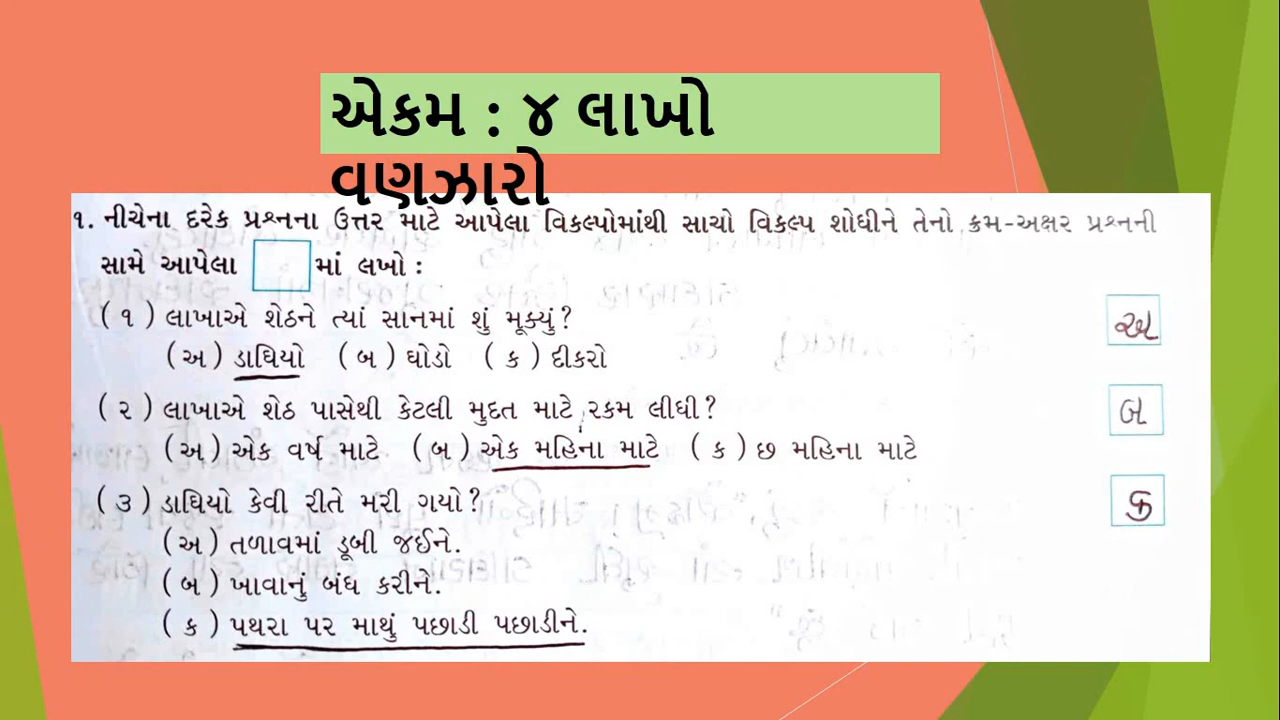 એકમ : ૪ લાખો
વણઝારો
૧. નીચેના દરેક પ્રશ્નના ઉત્તર માટે આપેલા વિકલ્પોમાંથી સાચો વિકલ્પ શોધીને તેનો ક્રમ-અક્ષર પ્રશ્નની
સામે આપેલા માં લખો :
( ૧ ) લાખાએ શેઠને ત્યાં સાનમાં શું મૂક્યું? અ
( અ ) ડાઘિયો ( બ ) ઘોડો ( ક ) દીકરો
( ૨ ) લાખાએ શેઠ પાસેથી કેટલી મુદત માટે રકમ લીધી? બ
( અ ) એક વર્ષ માટે ( બ ) એક મહિના માટે ( ક ) છ મહિના માટે
( ૩ ) ડાઘિયો કેવી રીતે મરી ગયો? ક
( અ ) તળાવમાં ડૂબી જઈને.
( બ ) ખાવાનું બંધ કરીને.
( ક ) પથરા પર માથું પછાડી પછાડીને.